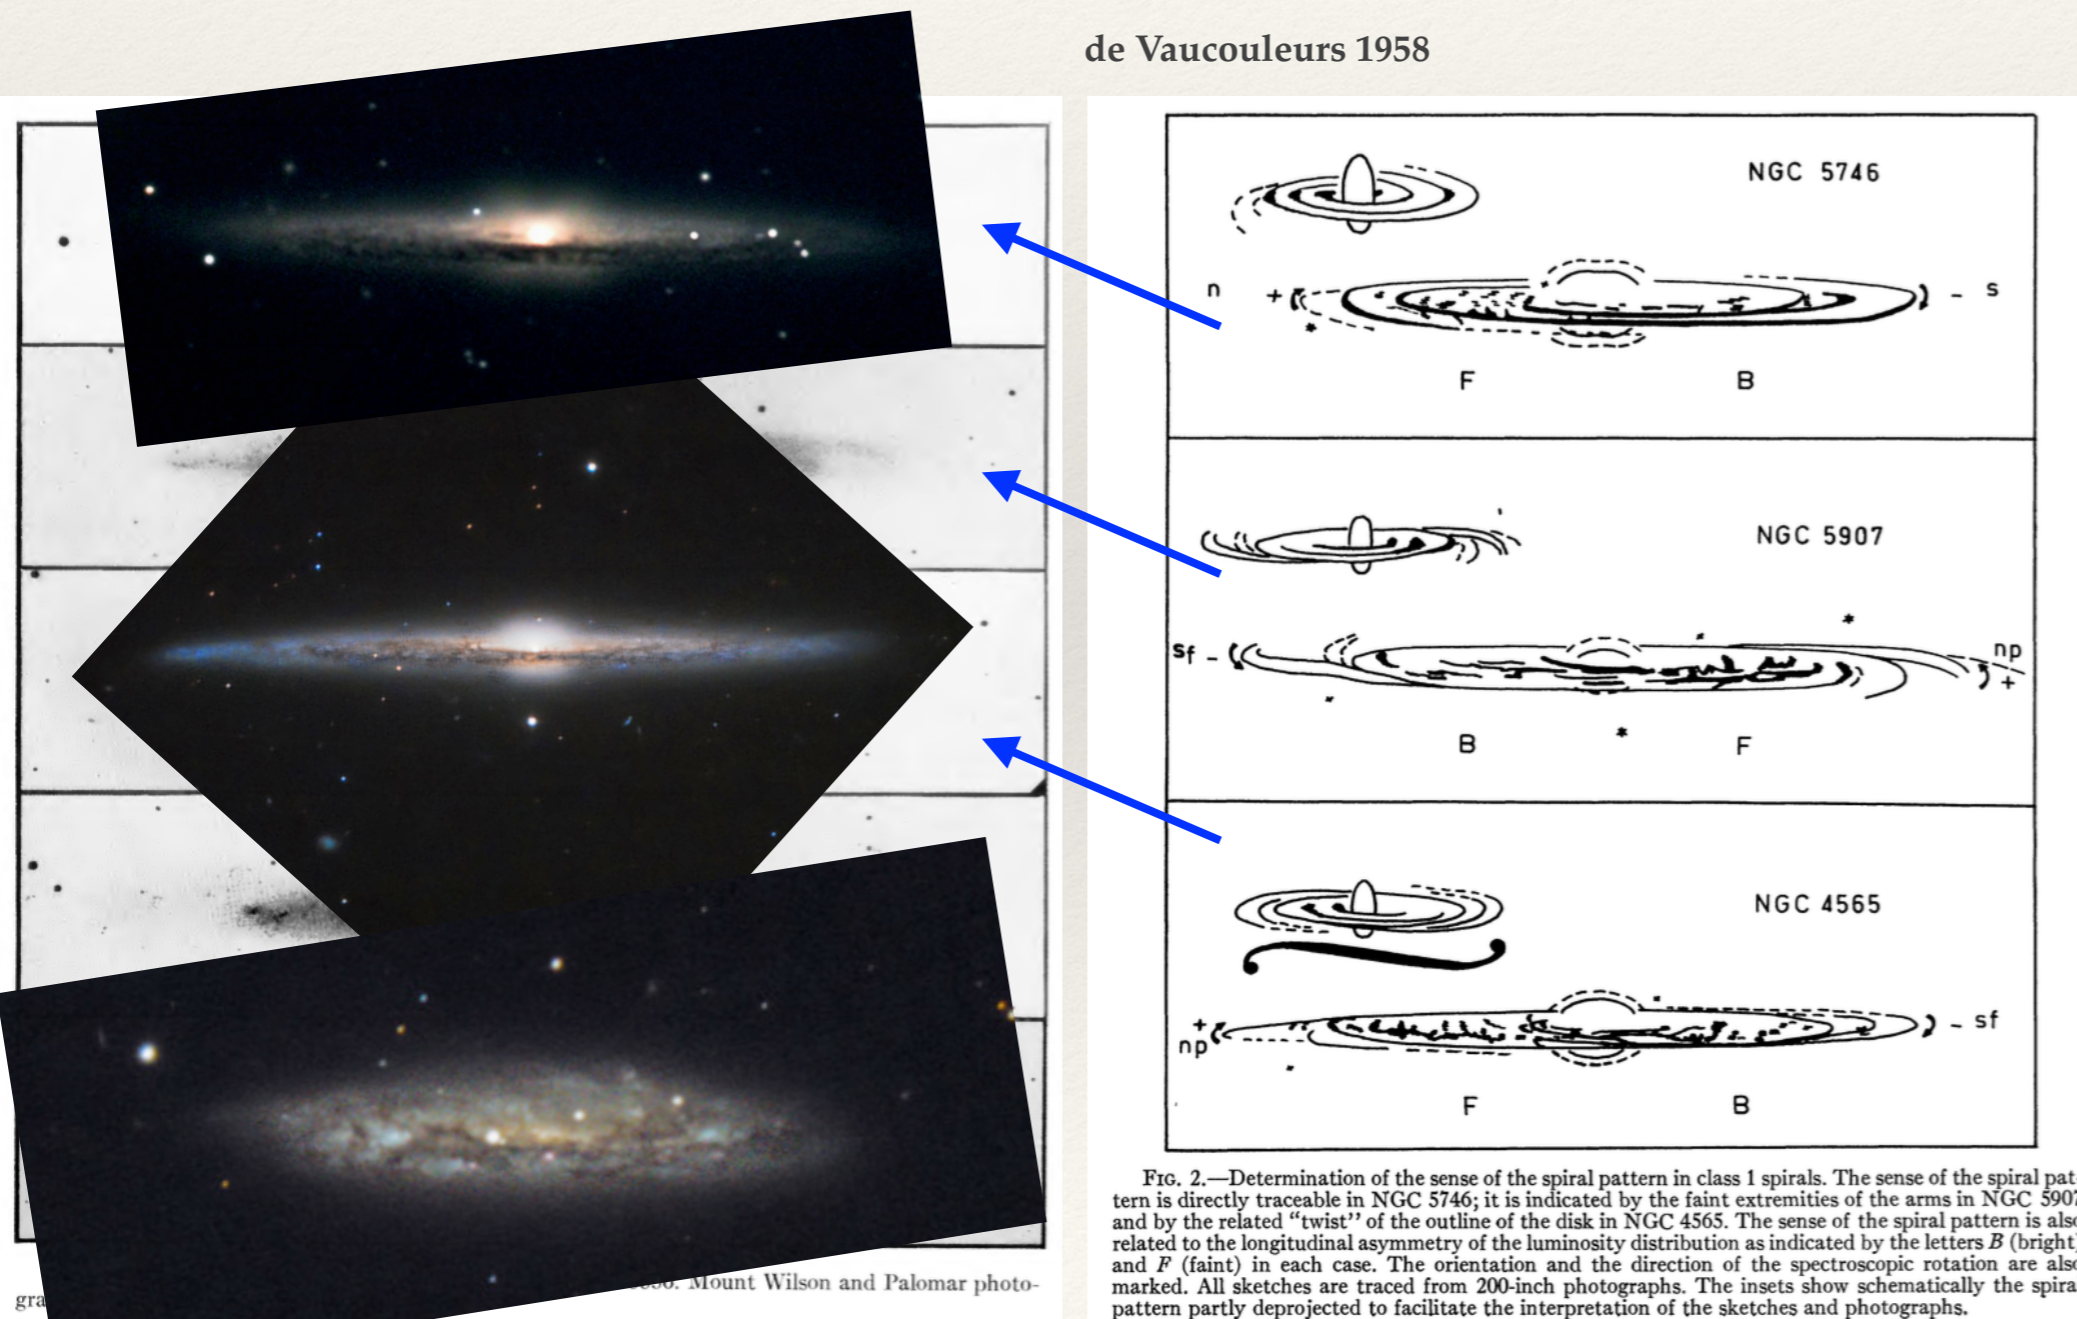 de Vaucouleurs 1958
NGC 5746
n + - s
F B
NGC 5907
sf - np
+
B F
NGC 4565
+
np - sf
F B
FIG. 2.—Determination of the sense of the spiral pattern in class 1 spirals. The sense of the spiral pat-
tern is directly traceable in NGC 5746; it is indicated by the faint extremities of the arms in NGC 5907
and by the related “twist” of the outline of the disk in NGC 4565. The sense of the spiral pattern is also
related to the longitudinal asymmetry of the luminosity distribution as indicated by the letters B (bright)
and F (faint) in each case. The orientation and the direction of the spectroscopic rotation are also
marked. All sketches are traced from 200-inch photographs. The insets show schematically the spiral
pattern partly deprojected to facilitate the interpretation of the sketches and photographs.
Mount Wilson and Palomar photo-
gra